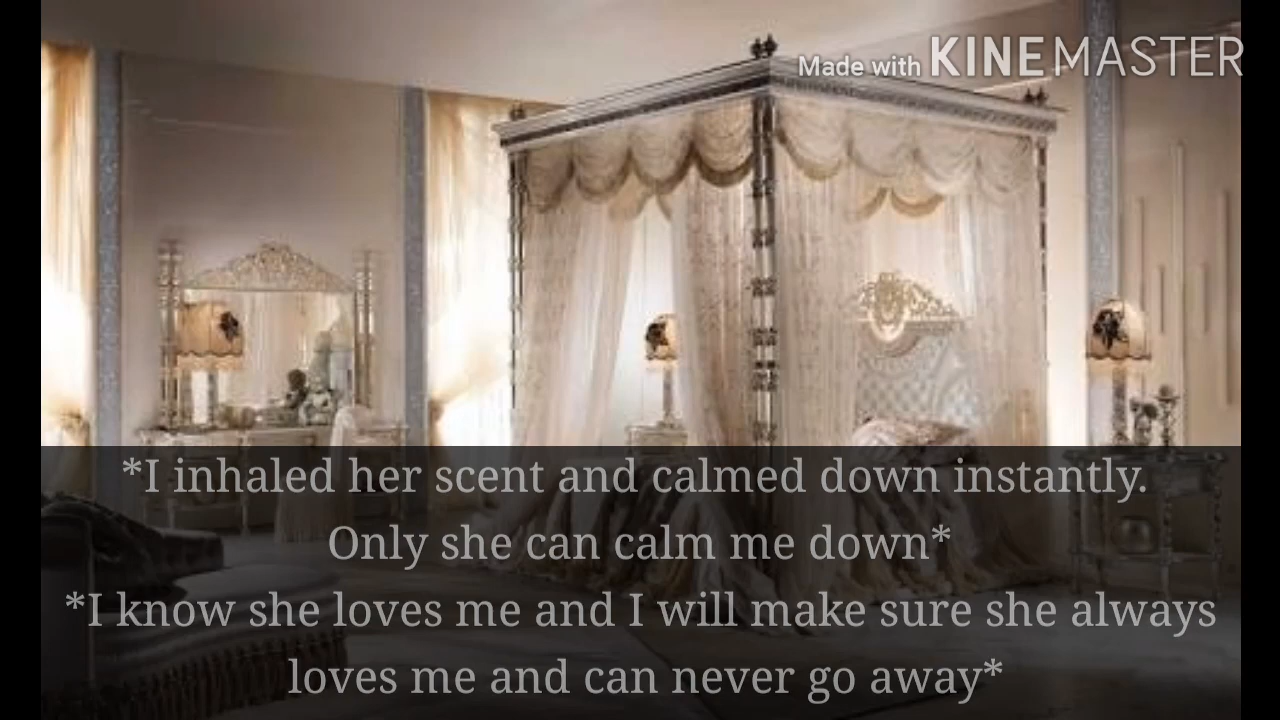 Made with KINEMASTER
*I inhaled her scent and calmed down instantly.
Only she can calm me down*
*I know she loves me and I will make sure she always
loves me and can never go away*